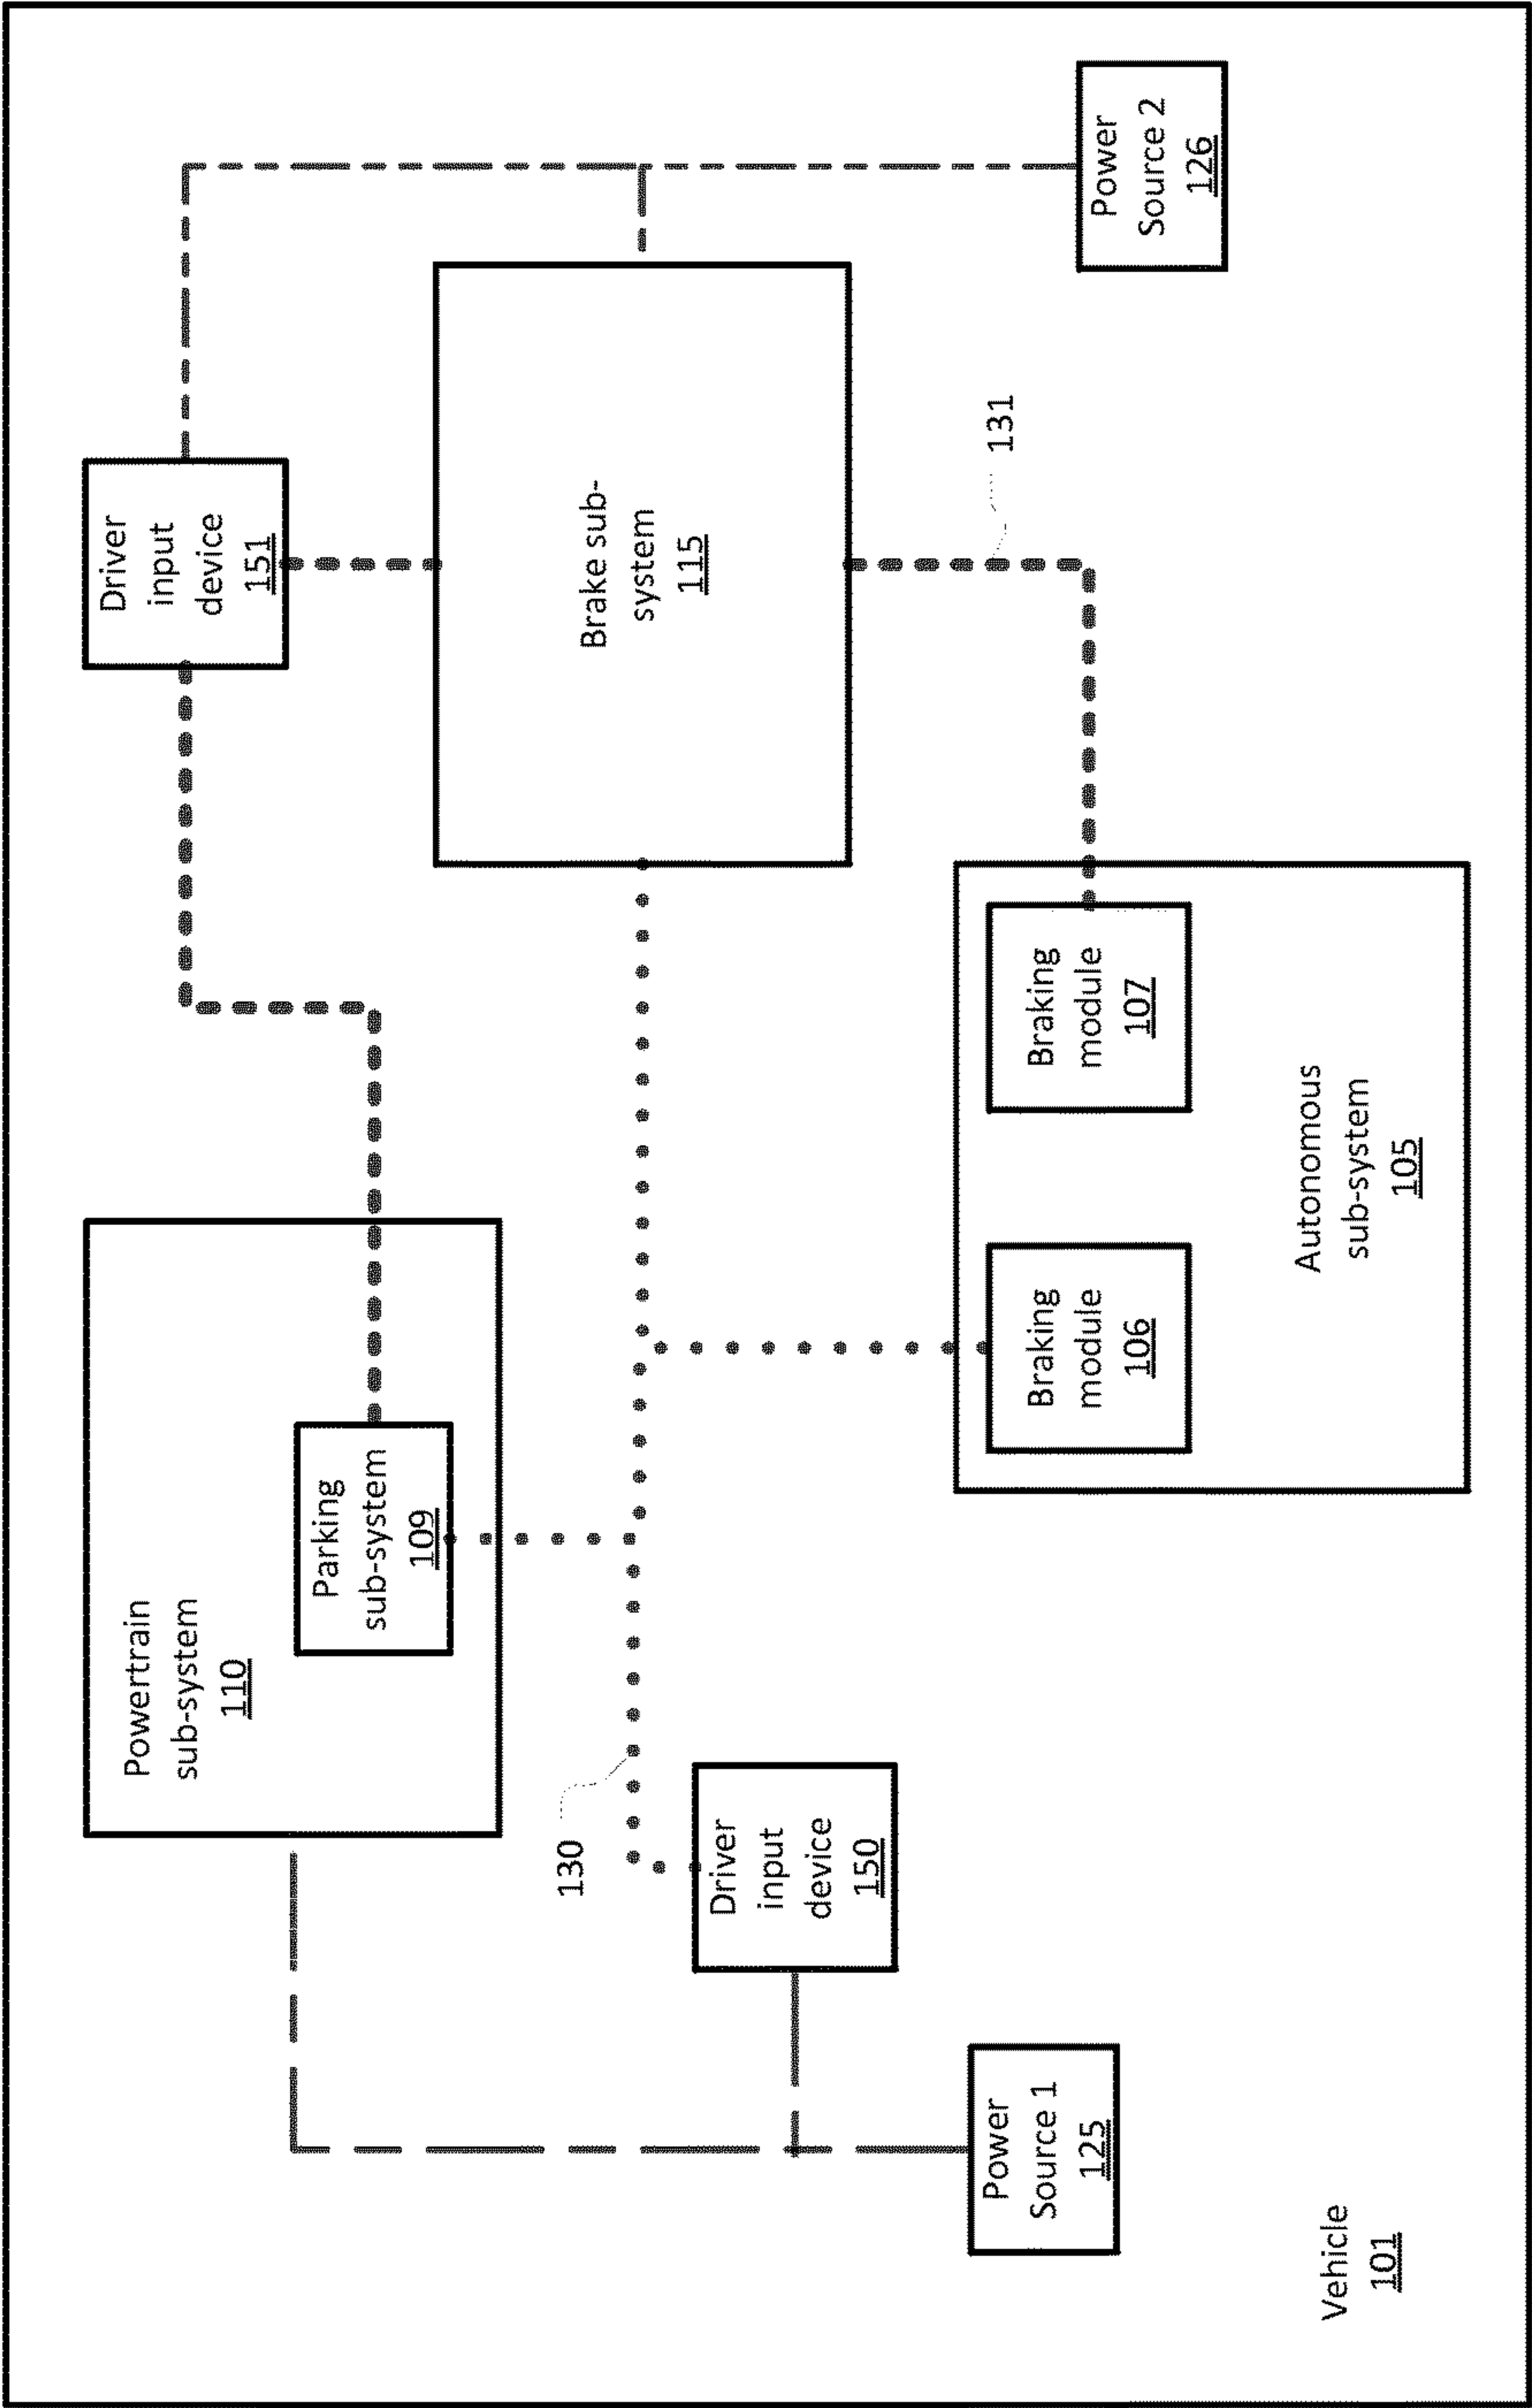 Powertrain
sub-system
110
Parking
sub-system
109
Driver
input
device
151
130
Driver
input
device
150
Brake sub-
system
115
Power
Source 1
125
Braking
module
106
Braking
module
107
Autonomous
sub-system
105
131
Power
Source 2
126
Vehicle
101